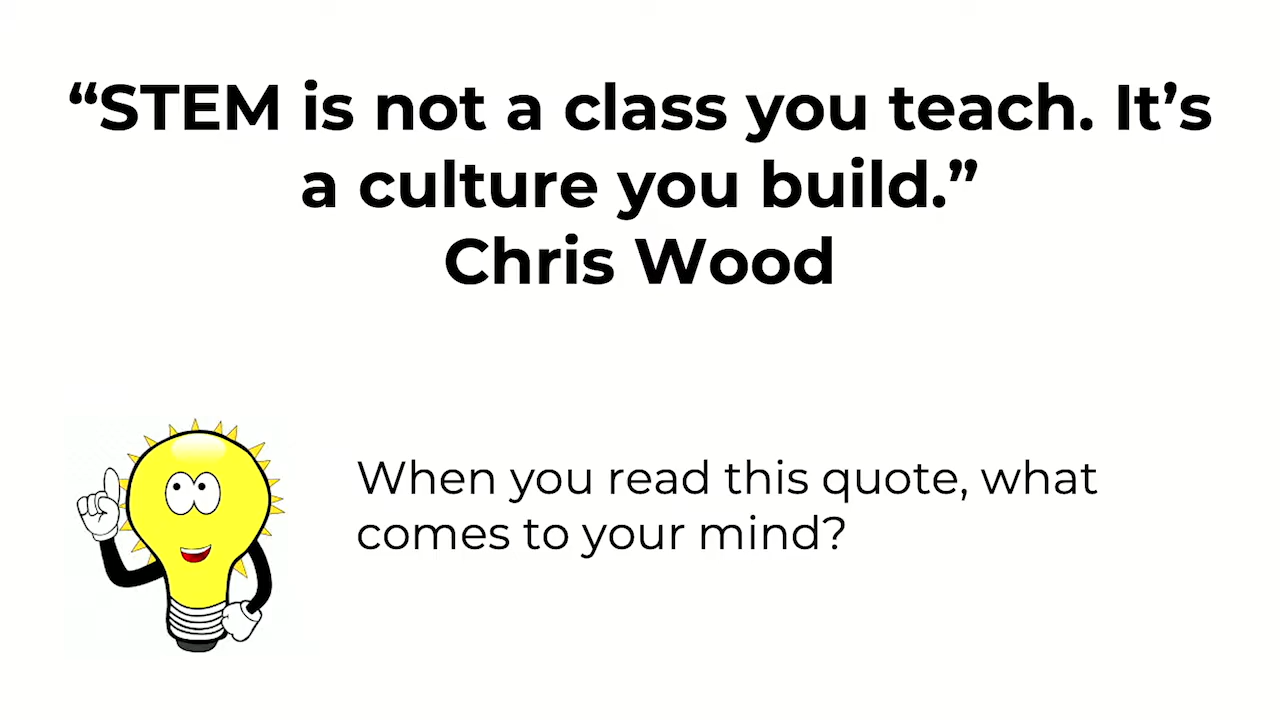 “STEM is not a class you teach. It’s
a culture you build.”
Chris Wood
When you read this quote, what
comes to your mind?